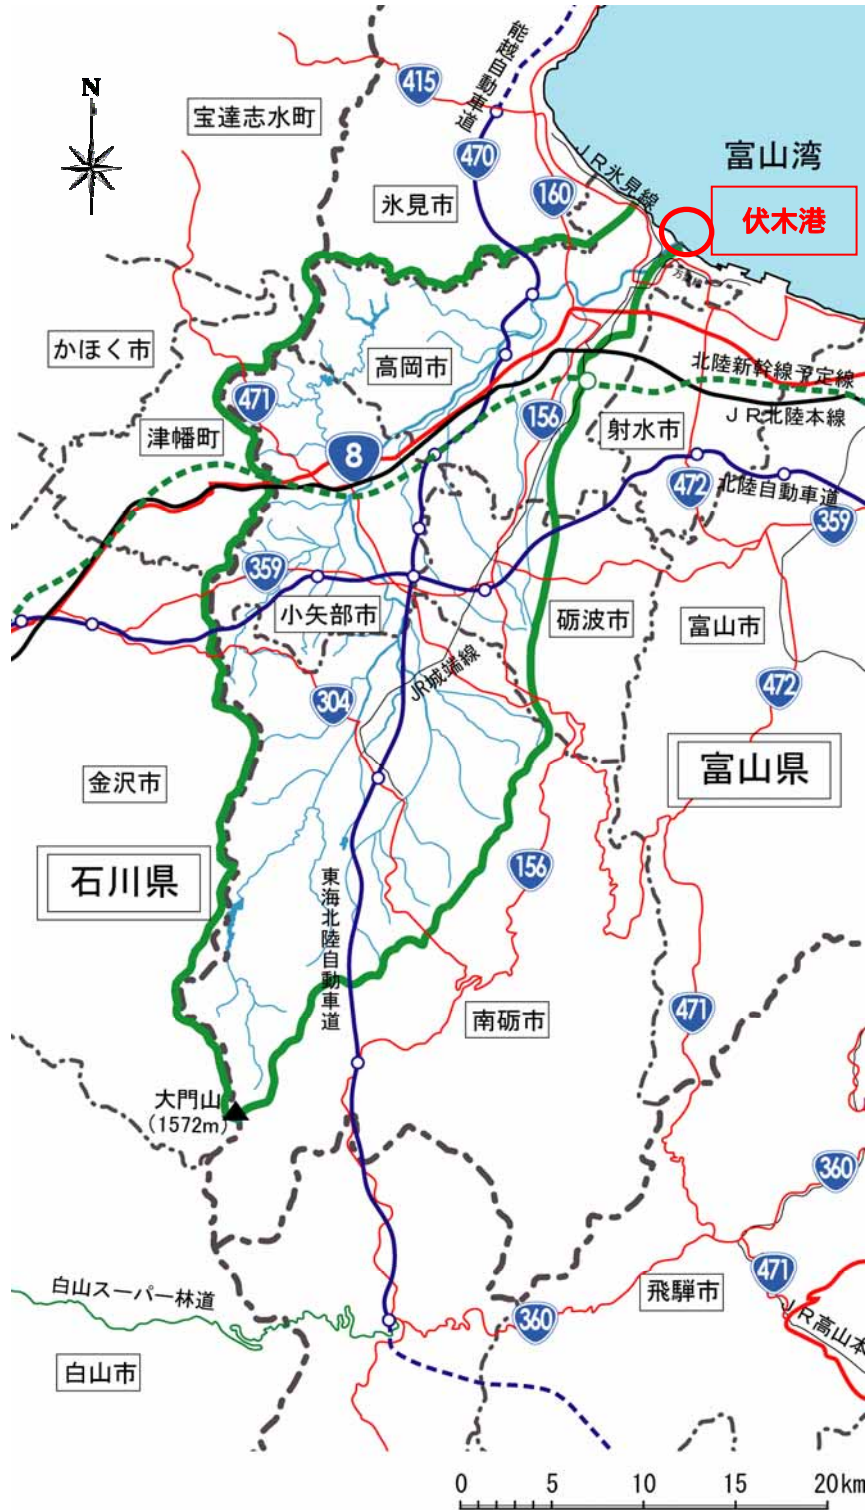 能越自動車道
415
N
宝達志水町
富山湾
470
JR氷見線
160
氷見市
伏木港
万葉線
かほく市
高岡市
北陸新幹線予定線
471
JR北陸本線
156
津幡町
射水市
8
472
北陸自動車道
359
359
小矢部市
砺波市
富山市
JR城端線
304
472
富山県
金沢市
石川県
156
東海北陸自動車道
471
南砺市
大門山
(1572m)
360
471
飛騨市
白山スーパー林道
360
JR高山本
白山市
0 5 10 15 20km